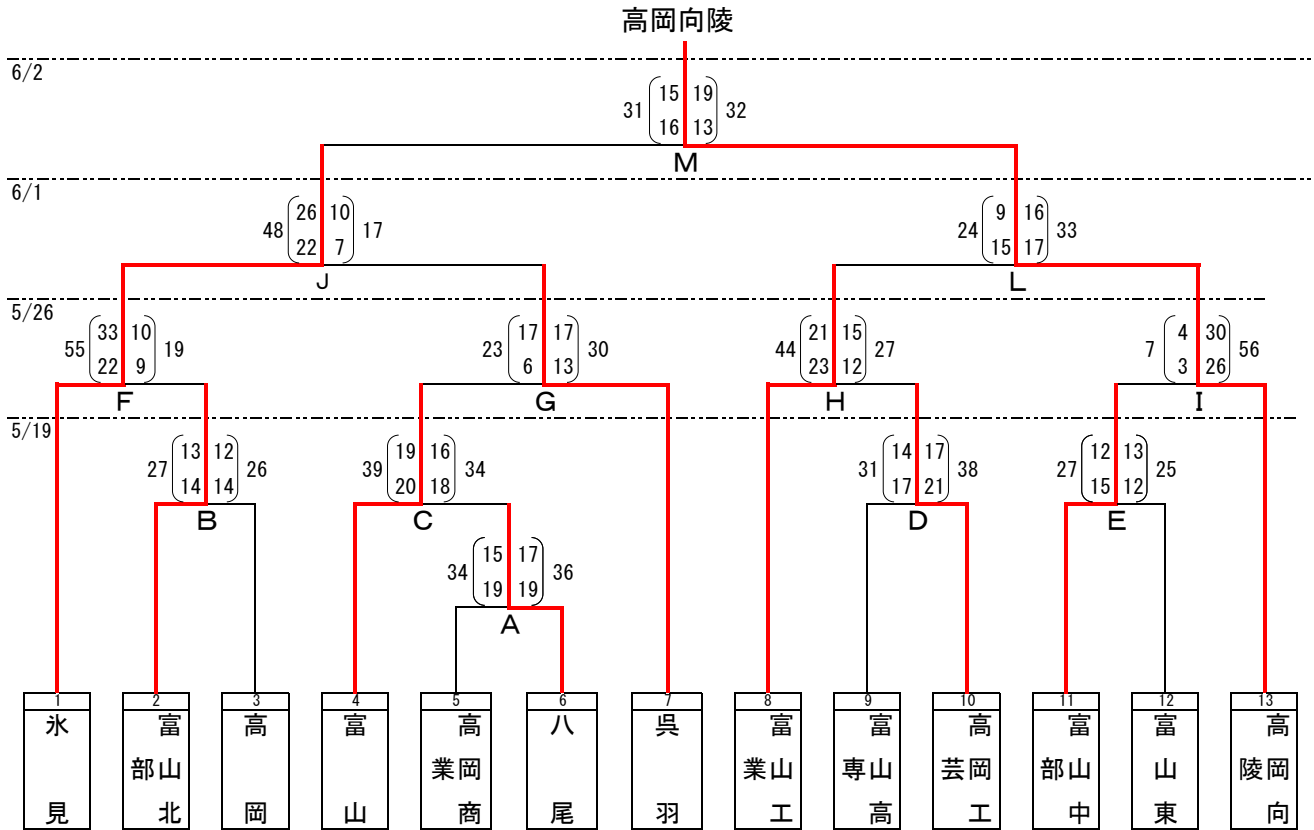 高岡向陵
6/2
31 15 19 32
16 13
M
6/1
48 26 10 17
22 7
J
24 9 16 33
15 17
L
5/26
55 33 10 19
22 9
F
23 17 17 30
6 13
G
44 21 15 27
23 12
H
7 4 30 56
3 26
I
5/19
27 13 12 26
14 14
B
39 19 16 34
20 18
C
31 14 17 38
17 21
D
27 12 13 25
15 12
E
34 15 17 36
19 19
A
1
氷見
2
富山北部
3
高岡
4
富山
5
高岡商業
6
八尾
7
呉羽
8
富山工業
9
富山高専
10
高岡工芸
11
富山中部
12
富山東
13
高岡向陵